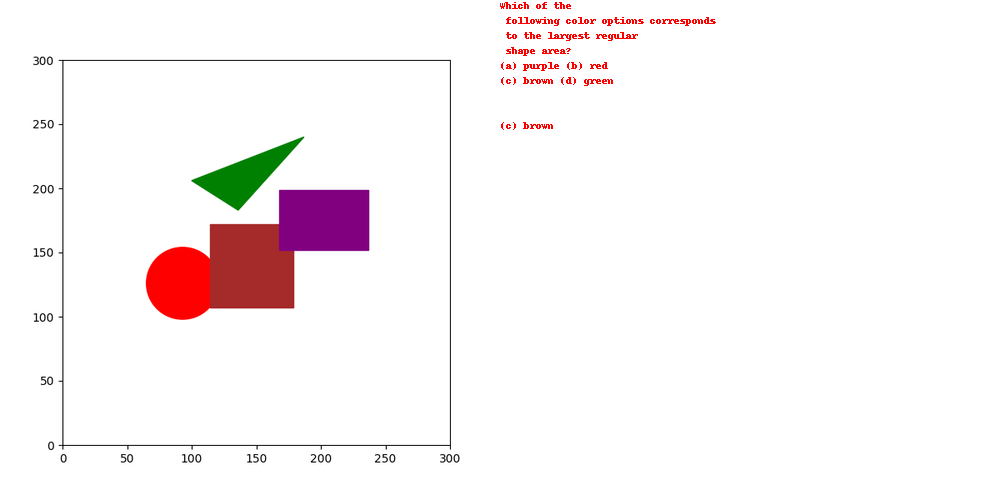 Which of the
following color options corresponds
to the largest regular
shape area?
(a) purple (b) red
(c) brown (d) green
(c) brown
300
250
200
150
100
50
0
0 50 100 150 200 250 300